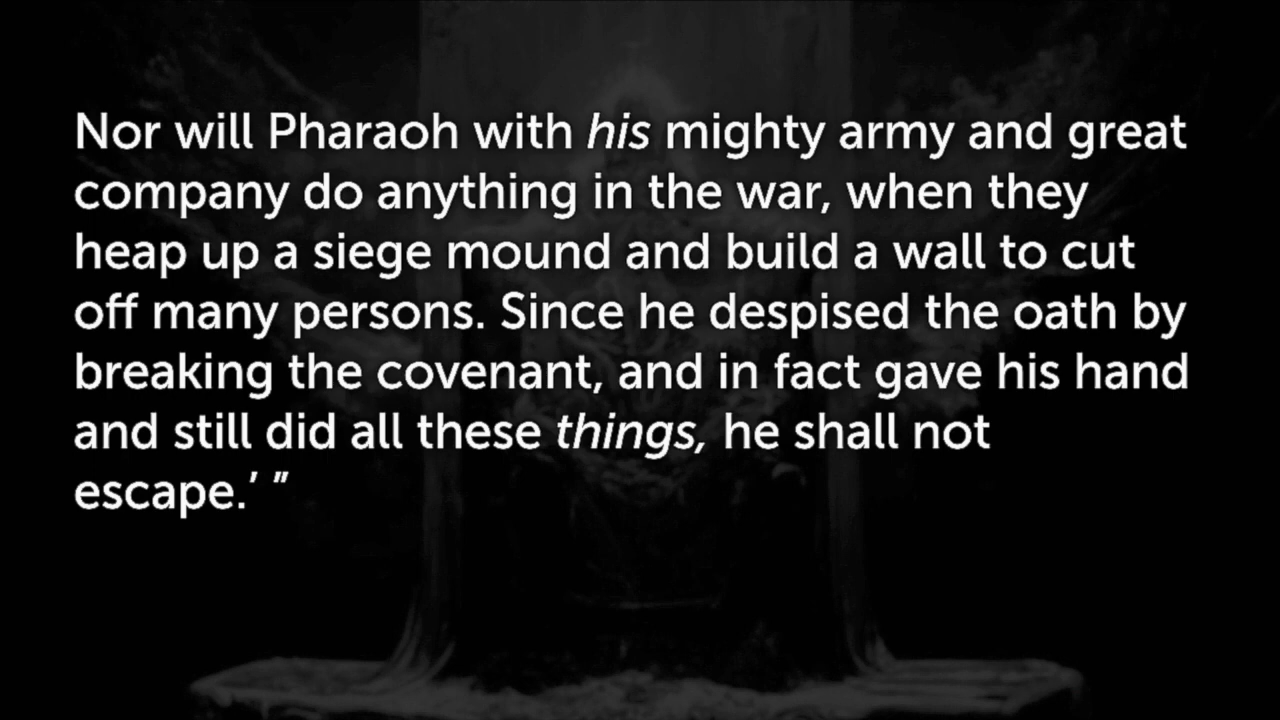 Nor will Pharaoh with his mighty army and great
company do anything in the war, when they
heap up a siege mound and build a wall to cut
off many persons. Since he despised the oath by
breaking the covenant, and in fact gave his hand
and still did all these things, he shall not
escape.’ ”